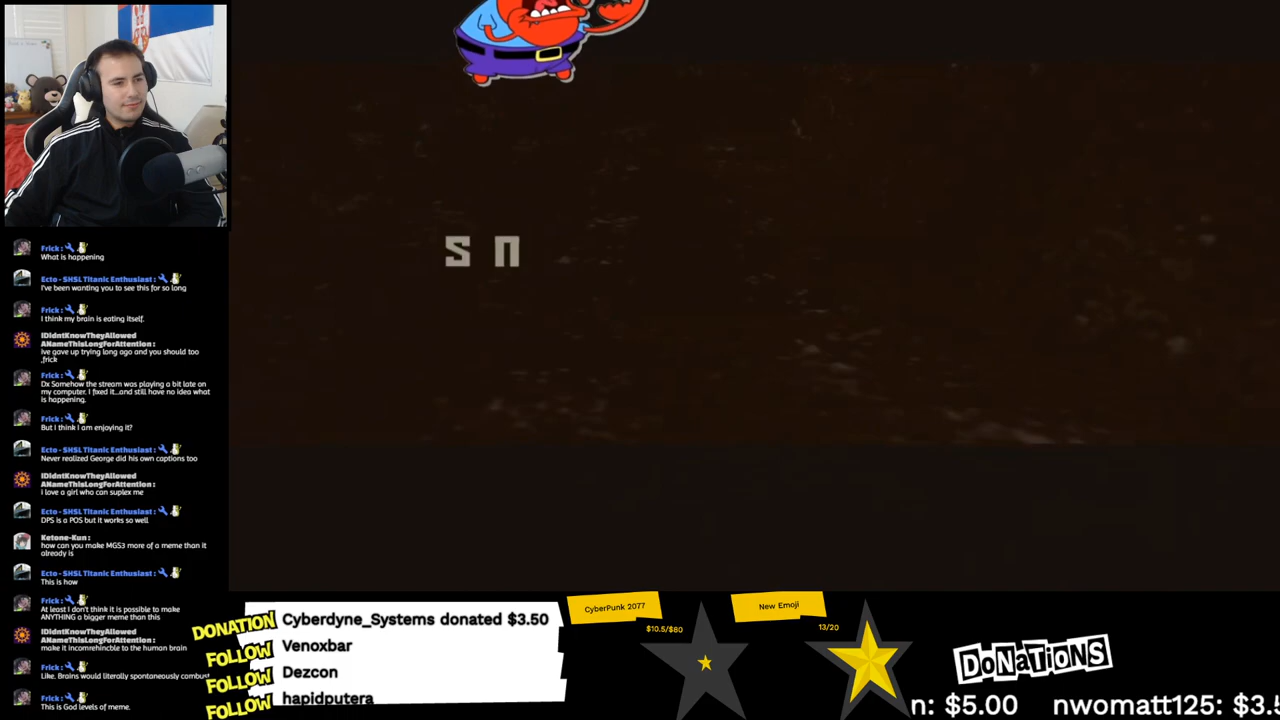 Frick :
What is happening
Ecto - SHSL Titanic Enthusiast :
I've been wanting you to see this for so long
Frick :
I think my brain is eating itself.
IDidntKnowTheyAllowed
ANameThisLongForAttention :
ive gave up trying long ago and you should too
,frick
Frick :
Dx Somehow the stream was playing a bit late on
my computer. I fixed it...and still have no idea what
is happening.
Frick :
But I think I am enjoying it?
Ecto - SHSL Titanic Enthusiast :
Never realized George did his own captions too
IDidntKnowTheyAllowed
ANameThisLongForAttention :
i love a girl who can suplex me
Ecto - SHSL Titanic Enthusiast :
DPS is a POS but it works so well
Ketone-Kun :
how can you make MGS3 more of a meme than it
already is
Ecto - SHSL Titanic Enthusiast :
This is how
Frick :
At least I don't think it is possible to make
ANYTHING a bigger meme than this
IDidntKnowTheyAllowed
ANameThisLongForAttention :
make it incomrehincble to the human brain
Frick :
Like. Brains would literally spontaneously combust
Frick :
This is God levels of meme.
S N
DONATION Cyberdyne_Systems donated $3.50
FOLLOW Venoxbar
FOLLOW Dezcon
FOLLOW hapidputera
CyberPunk 2077
$10.5/$80
New Emoji
13/20
DONATIONS
n: $5.00 nwomatt125: $3.5